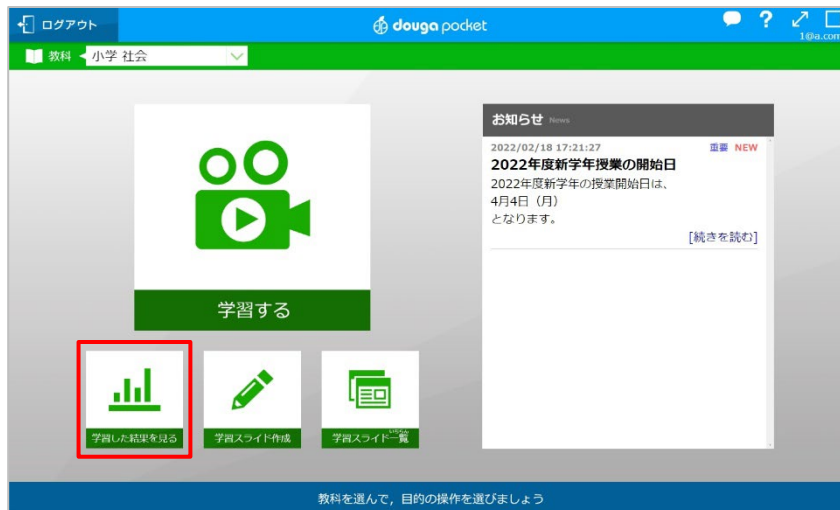 ログアウト
douga pocket
?
1@a.com
教科
小学 社会
学習する
学習した結果を見る
学習スライド作成
いちらん
学習スライド一覧
お知らせ News
2022/02/18 17:21:27 重要 NEW
2022年度新学年授業の開始日
2022年度新学年の授業開始日は、
4月4日（月）
となります。
[続きを読む]
教科を選んで，目的の操作を選びましょう